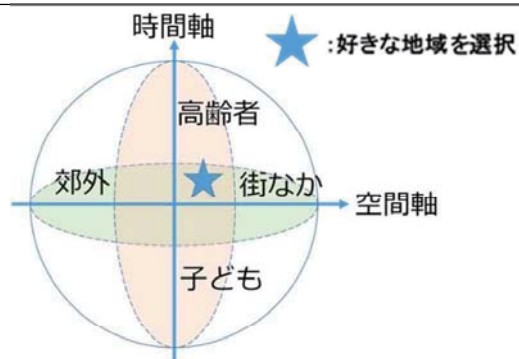 時間軸
:好きな地域を選択
高齢者
郊外
街なか
空間軸
子ども